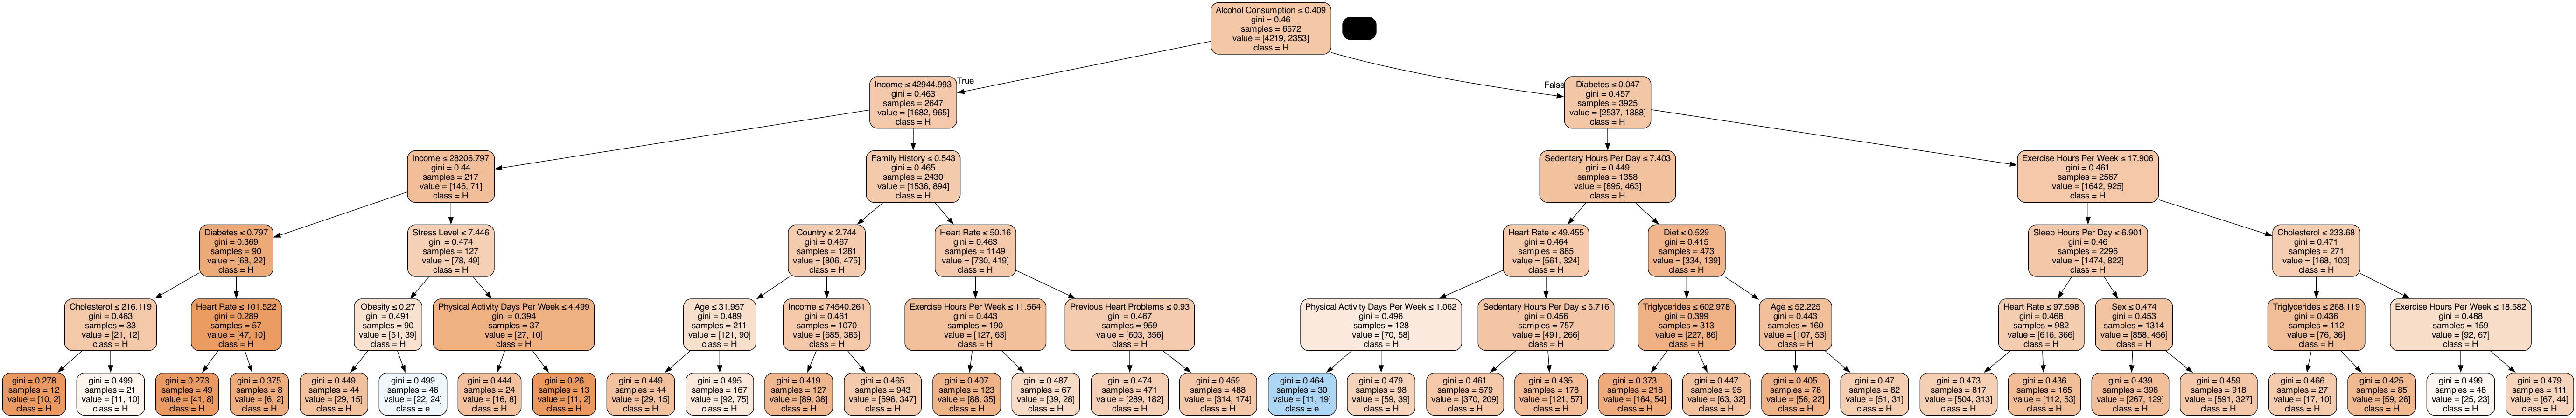 Alcohol Consumption ≤ 0.409
gini = 0.46
samples = 6572
value = [4219, 2353]
class = H
True
False
Income ≤ 42944.993
gini = 0.463
samples = 2647
value = [1682, 965]
class = H
Diabetes ≤ 0.047
gini = 0.457
samples = 3925
value = [2537, 1388]
class = H
Income ≤ 28206.797
gini = 0.44
samples = 217
value = [146, 71]
class = H
Family History ≤ 0.543
gini = 0.465
samples = 2430
value = [1536, 894]
class = H
Sedentary Hours Per Day ≤ 7.403
gini = 0.449
samples = 1358
value = [895, 463]
class = H
Exercise Hours Per Week ≤ 17.906
gini = 0.461
samples = 2567
value = [1642, 925]
class = H
Diabetes ≤ 0.797
gini = 0.369
samples = 90
value = [68, 22]
class = H
Stress Level ≤ 7.446
gini = 0.474
samples = 127
value = [78, 49]
class = H
Country ≤ 2.744
gini = 0.467
samples = 1281
value = [806, 475]
class = H
Heart Rate ≤ 50.16
gini = 0.463
samples = 1149
value = [730, 419]
class = H
Heart Rate ≤ 49.455
gini = 0.464
samples = 885
value = [561, 324]
class = H
Diet ≤ 0.529
gini = 0.415
samples = 473
value = [334, 139]
class = H
Sleep Hours Per Day ≤ 6.901
gini = 0.46
samples = 2296
value = [1474, 822]
class = H
Cholesterol ≤ 233.68
gini = 0.471
samples = 271
value = [168, 103]
class = H
Cholesterol ≤ 216.119
gini = 0.463
samples = 33
value = [21, 12]
class = H
Heart Rate ≤ 101.522
gini = 0.289
samples = 57
value = [47, 10]
class = H
Obesity ≤ 0.27
gini = 0.491
samples = 90
value = [51, 39]
class = H
Physical Activity Days Per Week ≤ 4.499
gini = 0.394
samples = 37
value = [27, 10]
class = H
Age ≤ 31.957
gini = 0.489
samples = 211
value = [121, 90]
class = H
Income ≤ 74540.261
gini = 0.461
samples = 1070
value = [685, 385]
class = H
Exercise Hours Per Week ≤ 11.564
gini = 0.443
samples = 190
value = [127, 63]
class = H
Previous Heart Problems ≤ 0.93
gini = 0.467
samples = 959
value = [603, 356]
class = H
Physical Activity Days Per Week ≤ 1.062
gini = 0.496
samples = 128
value = [70, 58]
class = H
Sedentary Hours Per Day ≤ 5.716
gini = 0.456
samples = 757
value = [491, 266]
class = H
Triglycerides ≤ 602.978
gini = 0.399
samples = 313
value = [227, 86]
class = H
Age ≤ 52.225
gini = 0.443
samples = 160
value = [107, 53]
class = H
Heart Rate ≤ 97.598
gini = 0.468
samples = 982
value = [616, 366]
class = H
Sex ≤ 0.474
gini = 0.453
samples = 1314
value = [858, 456]
class = H
Triglycerides ≤ 268.119
gini = 0.436
samples = 112
value = [76, 36]
class = H
Exercise Hours Per Week ≤ 18.582
gini = 0.488
samples = 159
value = [92, 67]
class = H
gini = 0.278
samples = 12
value = [10, 2]
class = H
gini = 0.499
samples = 21
value = [11, 10]
class = H
gini = 0.273
samples = 49
value = [41, 8]
class = H
gini = 0.375
samples = 8
value = [6, 2]
class = H
gini = 0.449
samples = 44
value = [29, 15]
class = H
gini = 0.499
samples = 46
value = [22, 24]
class = e
gini = 0.444
samples = 24
value = [16, 8]
class = H
gini = 0.26
samples = 13
value = [11, 2]
class = H
gini = 0.449
samples = 44
value = [29, 15]
class = H
gini = 0.495
samples = 167
value = [92, 75]
class = H
gini = 0.419
samples = 127
value = [89, 38]
class = H
gini = 0.465
samples = 943
value = [596, 347]
class = H
gini = 0.407
samples = 123
value = [88, 35]
class = H
gini = 0.487
samples = 67
value = [39, 28]
class = H
gini = 0.474
samples = 471
value = [289, 182]
class = H
gini = 0.459
samples = 488
value = [314, 174]
class = H
gini = 0.464
samples = 30
value = [11, 19]
class = e
gini = 0.479
samples = 98
value = [59, 39]
class = H
gini = 0.461
samples = 579
value = [370, 209]
class = H
gini = 0.435
samples = 178
value = [121, 57]
class = H
gini = 0.373
samples = 218
value = [164, 54]
class = H
gini = 0.447
samples = 95
value = [63, 32]
class = H
gini = 0.405
samples = 78
value = [56, 22]
class = H
gini = 0.47
samples = 82
value = [51, 31]
class = H
gini = 0.473
samples = 817
value = [504, 313]
class = H
gini = 0.436
samples = 165
value = [112, 53]
class = H
gini = 0.439
samples = 396
value = [267, 129]
class = H
gini = 0.459
samples = 918
value = [591, 327]
class = H
gini = 0.466
samples = 27
value = [17, 10]
class = H
gini = 0.425
samples = 85
value = [59, 26]
class = H
gini = 0.499
samples = 48
value = [25, 23]
class = H
gini = 0.479
samples = 111
value = [67, 44]
class = H